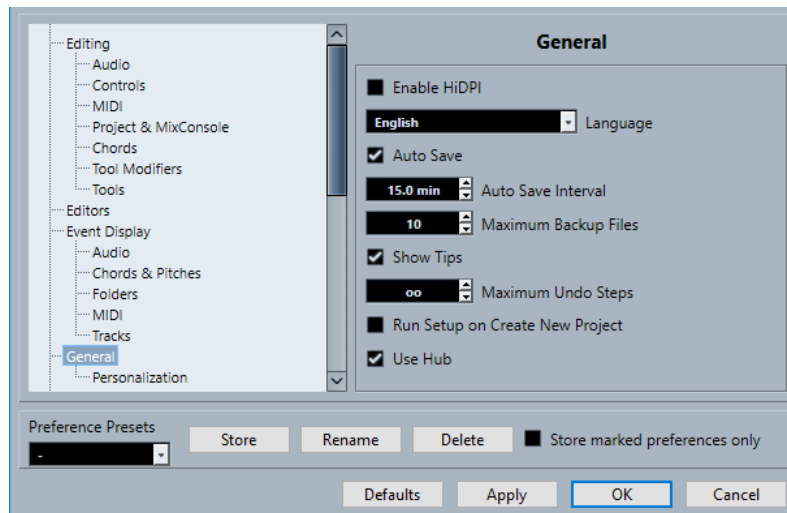 Editing
Audio
Controls
MIDI
Project & MixConsole
Chords
Tool Modifiers
Tools
Editors
Event Display
Audio
Chords & Pitches
Folders
MIDI
Tracks
General
Personalization
General
Enable HiDPI
English Language
Auto Save
15.0 min Auto Save Interval
10 Maximum Backup Files
Show Tips
oo Maximum Undo Steps
Run Setup on Create New Project
Use Hub
Preference Presets
- Store Rename Delete Store marked preferences only
Defaults Apply OK Cancel